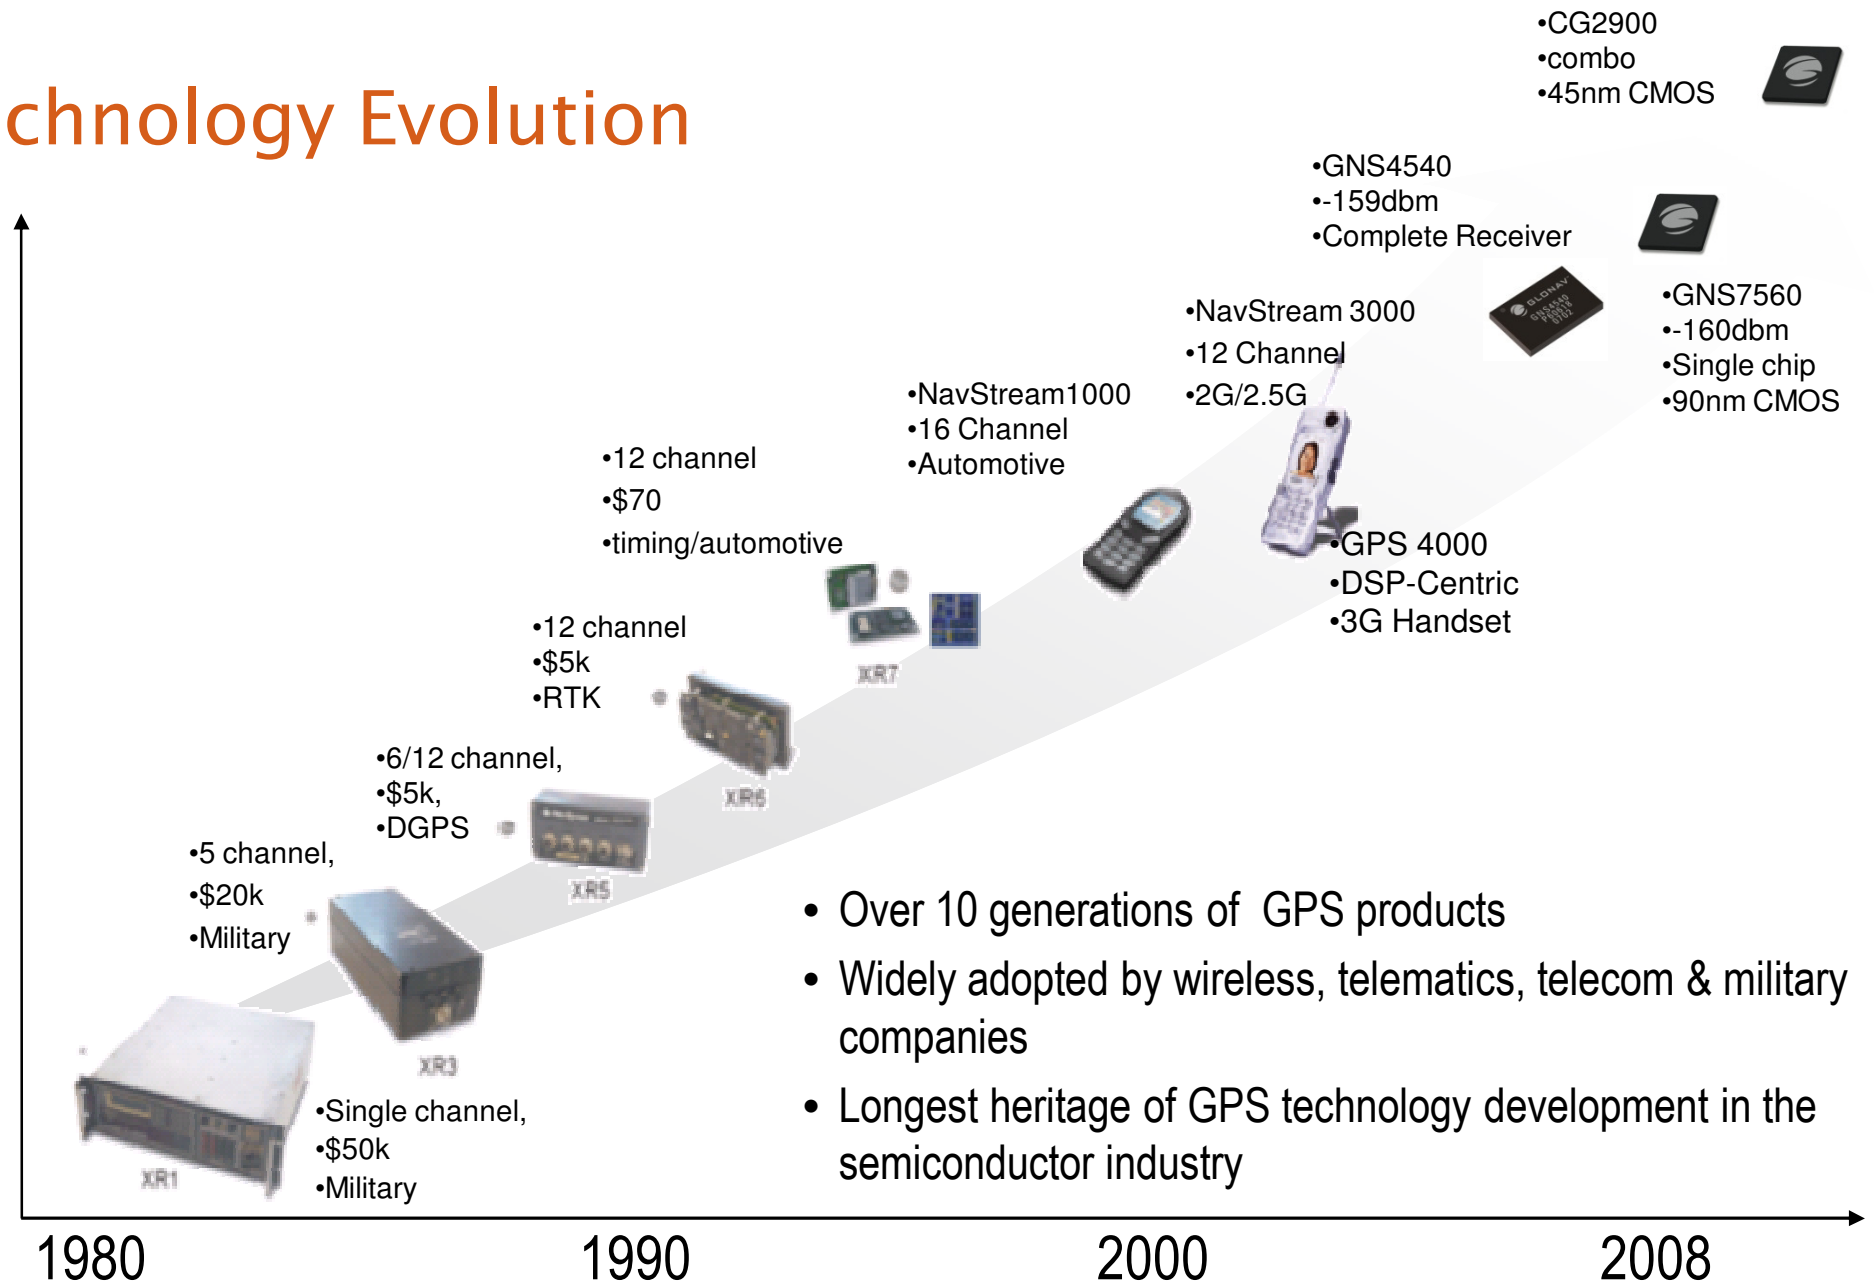 •CG2900
•combo
•45nm CMOS
chnology Evolution
•GNS4540
•-159dbm
•Complete Receiver
GLONAV
GNS4540
P60618
0702
•GNS7560
•-160dbm
•Single chip
•90nm CMOS
•NavStream 3000
•12 Channel
•2G/2.5G
•NavStream1000
•16 Channel
•Automotive
•GPS 4000
•DSP-Centric
•3G Handset
•12 channel
•$70
•timing/automotive
XR7
•12 channel
•$5k
•RTK
XR6
•6/12 channel,
•$5k,
•DGPS
XR5
•5 channel,
•$20k
•Military
XR3
•Single channel,
•$50k
•Military
XR1
• Over 10 generations of GPS products
• Widely adopted by wireless, telematics, telecom & military
companies
• Longest heritage of GPS technology development in the
semiconductor industry
1980 1990 2000 2008